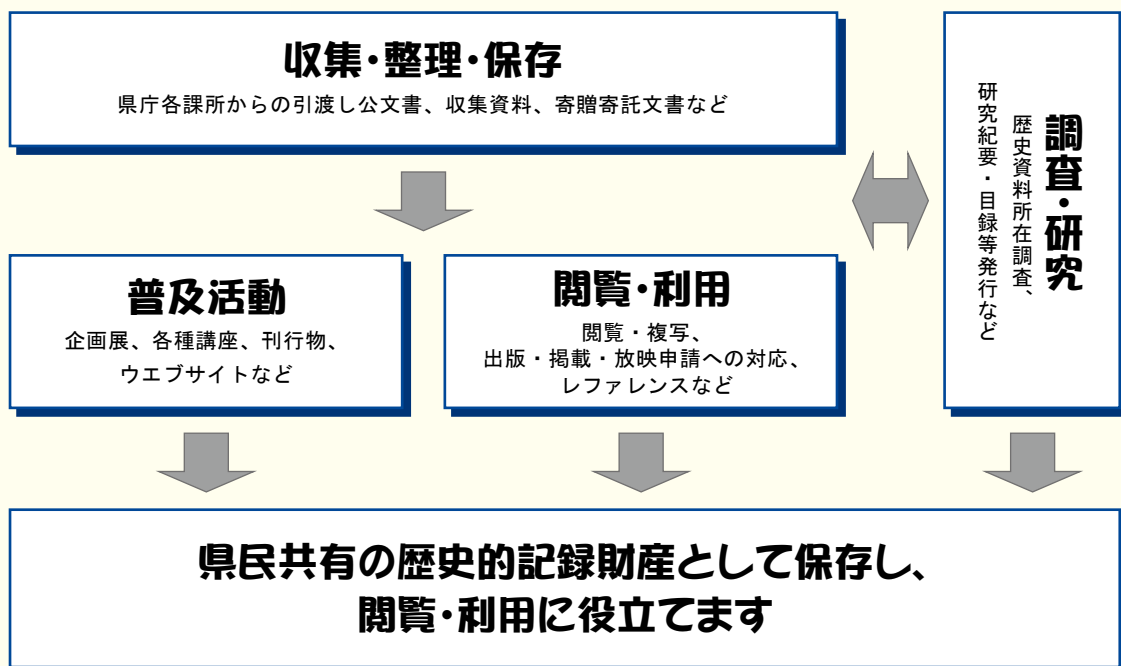 収集・整理・保存
県庁各課所からの引渡し公文書、収集資料、寄贈寄託文書など
調査・研究
歴史資料所在調査、
研究紀要・目録等発行など
普及活動
企画展、各種講座、刊行物、
ウエブサイトなど
閲覧・利用
閲覧・複写、
出版・掲載・放映申請への対応、
レファレンスなど
県民共有の歴史的記録財産として保存し、
閲覧・利用に役立てます